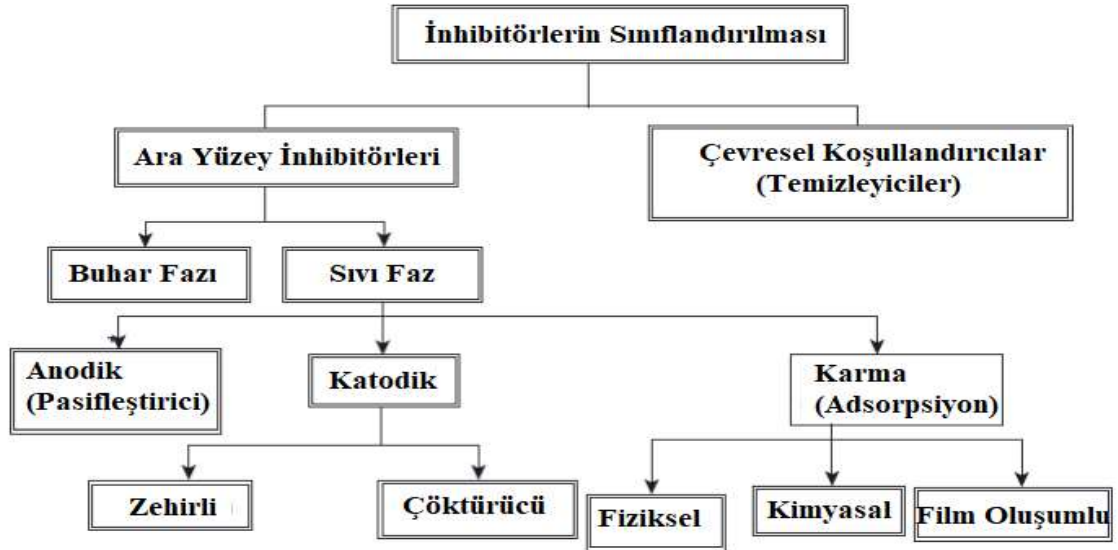 İnhibitörlerin Sınıflandırılması
Ara Yüzey İnhibitörleri
Çevresel Koşullandırıcılar
(Temizleyiciler)
Buhar Fazı
Sıvı Faz
Anodik
(Pasifleştirici)
Katodik
Karma
(Adsorpsiyon)
Zehirli
Çöktürücü
Fiziksel
Kimyasal
Film Oluşumlu